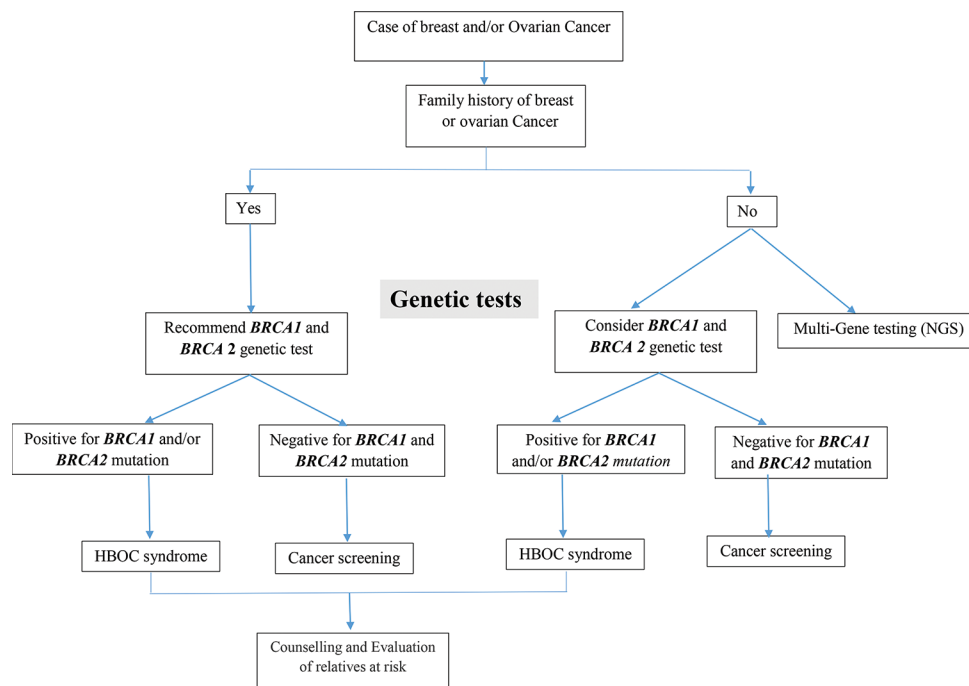 Case of breast and/or Ovarian Cancer
Family history of breast
or ovarian Cancer
Yes
No
Genetic tests
Recommend BRCA1 and
BRCA 2 genetic test
Consider BRCA1 and
BRCA 2 genetic test
Multi-Gene testing (NGS)
Positive for BRCA1 and/or
BRCA2 mutation
Negative for BRCA1 and
BRCA2 mutation
Positive for BRCA1
and/or BRCA2 mutation
Negative for BRCA1
and BRCA2 mutation
HBOC syndrome
Cancer screening
HBOC syndrome
Cancer screening
Counselling and Evaluation
of relatives at risk